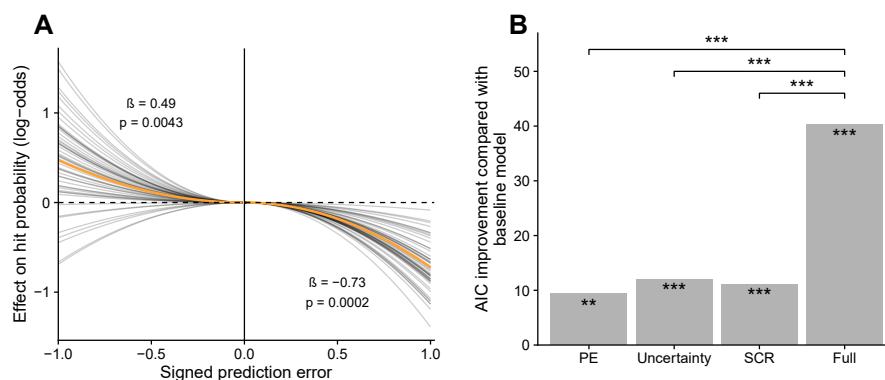 A
Effect on hit probability (log-odds)
1
0
−1
ß = 0.49
p = 0.0043
ß = −0.73
p = 0.0002
−1.0
−0.5
0.0
0.5
1.0
Signed prediction error
B
AIC improvement compared with
baseline model
50
40
30
20
10
0
***
***
***
**
***
***
***
PE
Uncertainty
SCR
Full